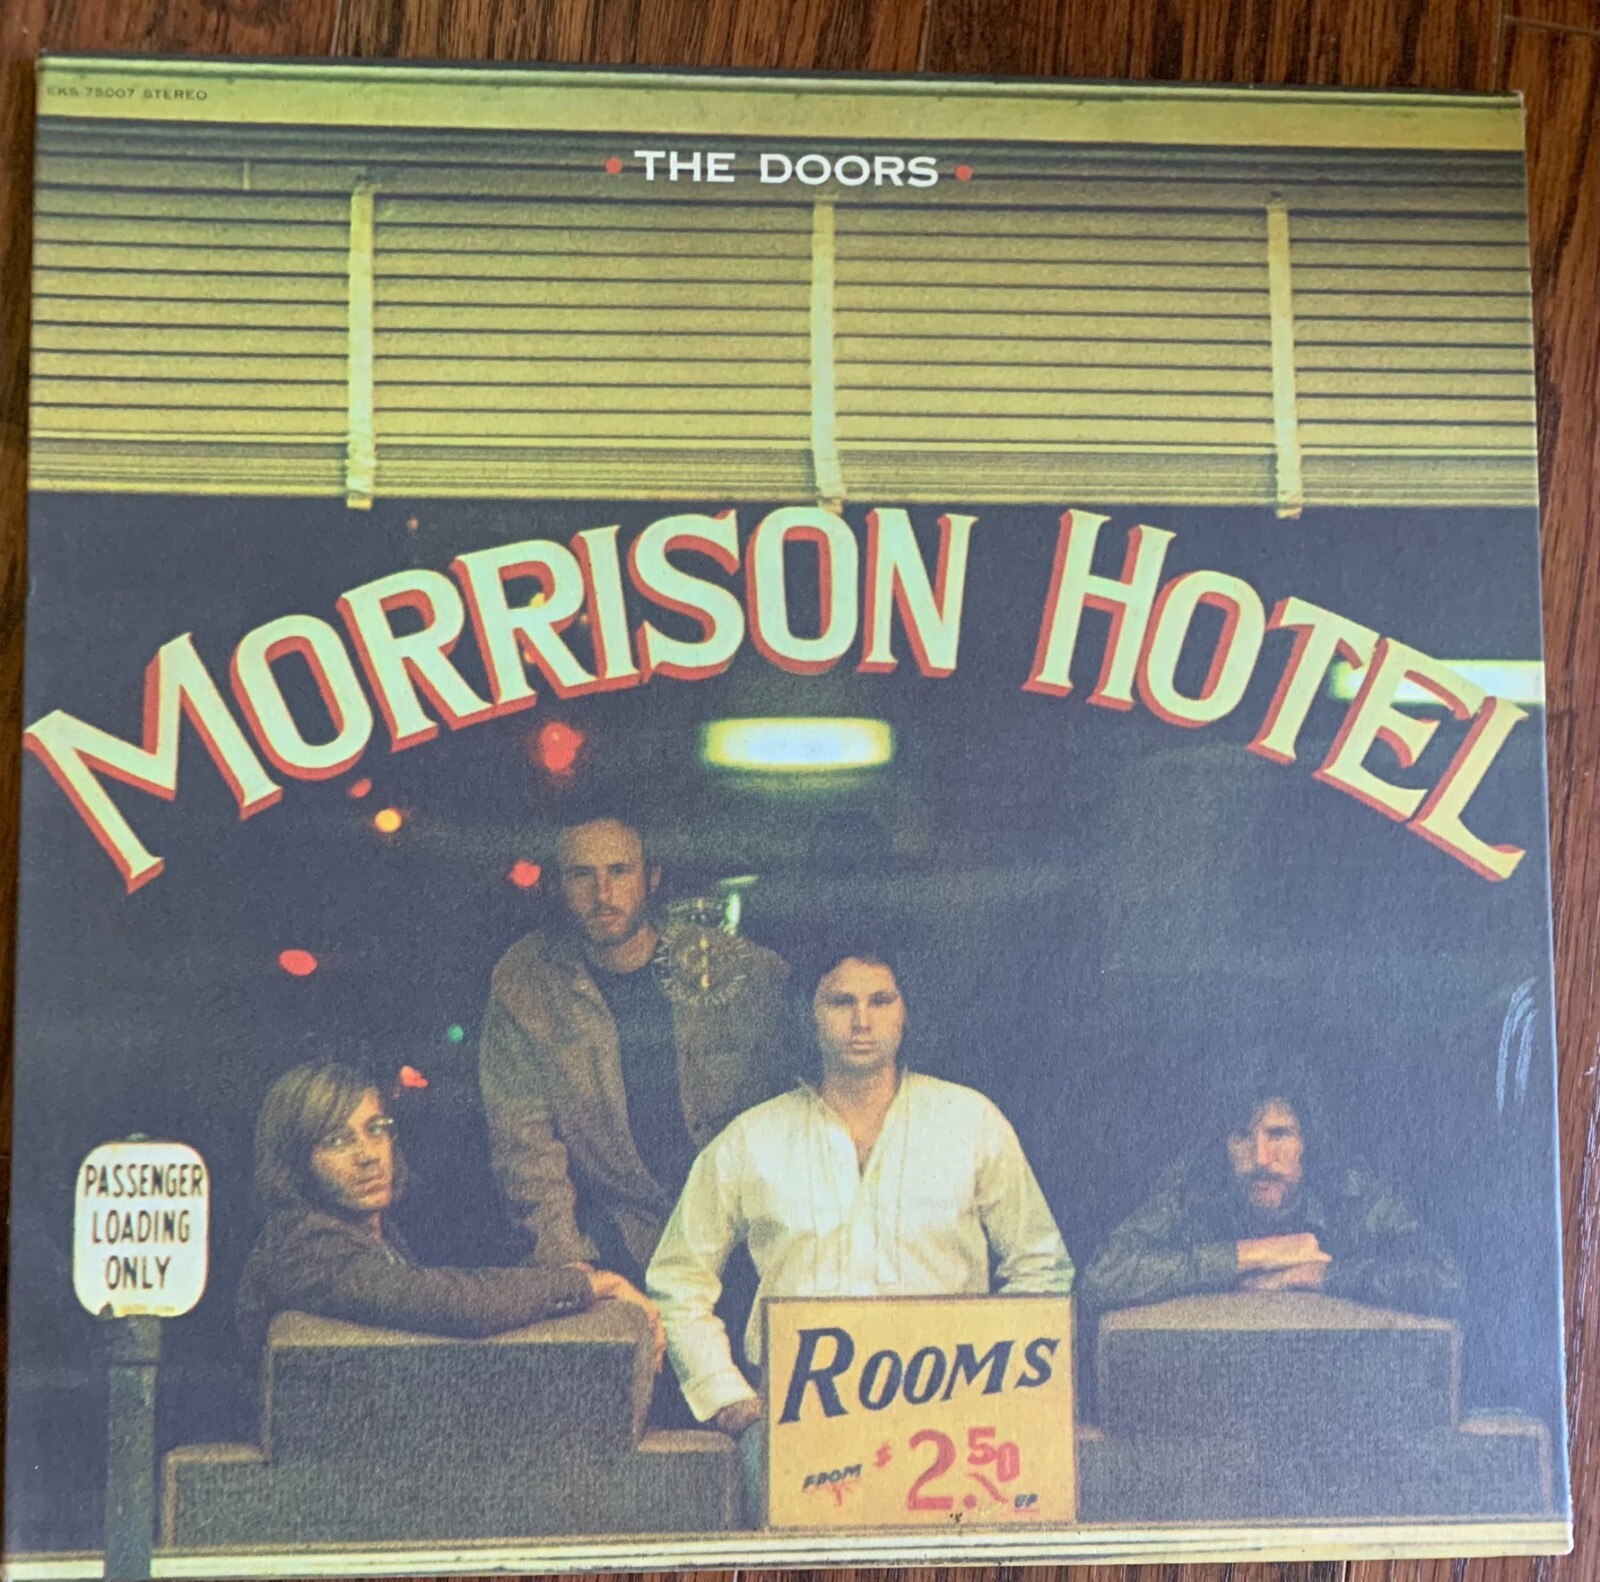 EKS 75007 STEREO
• THE DOORS •
MORRISON HOTEL
PASSENGER
LOADING
ONLY
ROOMS
FROM $2.50 UP